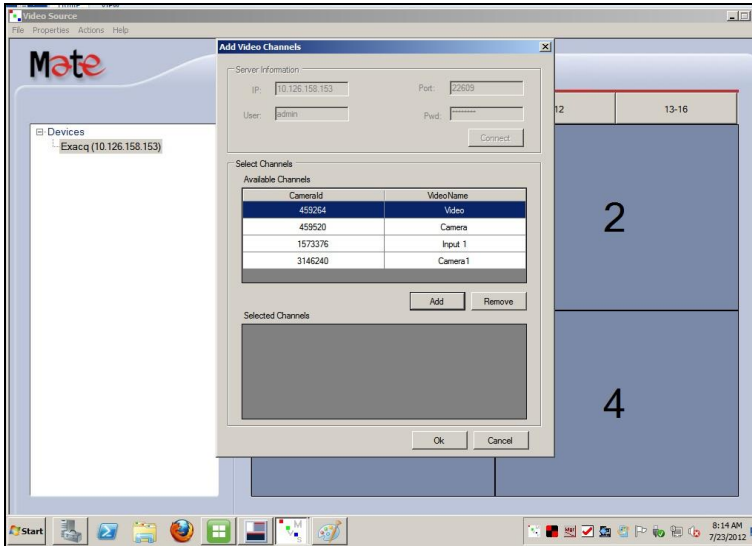 Video Source
File Properties Actions Help
Mate
Devices
Exacq (10.126.158.153)
Add Video Channels
Server Information
IP: 10.126.158.153 Port: 22609
User: admin Pwd: ********
Connect
Select Channels
Available Channels
CameraId VideoName
459264 Video
459520 Camera
1573376 Input 1
3146240 Camera1
Add Remove
Selected Channels
Ok Cancel
12 13-16
2
4
Start
M
s
8:14 AM
7/23/2012